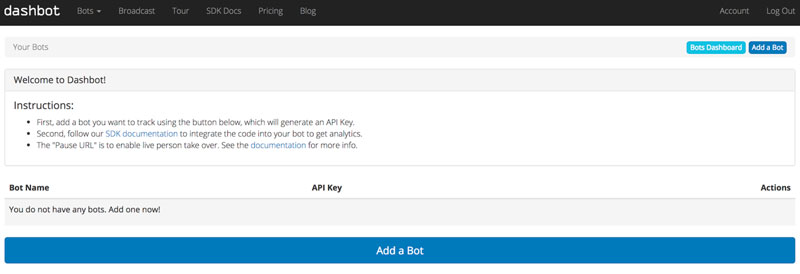 dashbot Bots Broadcast Tour SDK Docs Pricing Blog Account Log Out
Your Bots Bots Dashboard Add a Bot
Welcome to Dashbot!
Instructions:
• First, add a bot you want to track using the button below, which will generate an API Key.
• Second, follow our SDK documentation to integrate the code into your bot to get analytics.
• The "Pause URL" is to enable live person take over. See the documentation for more info.
Bot Name API Key Actions
You do not have any bots. Add one now!
Add a Bot